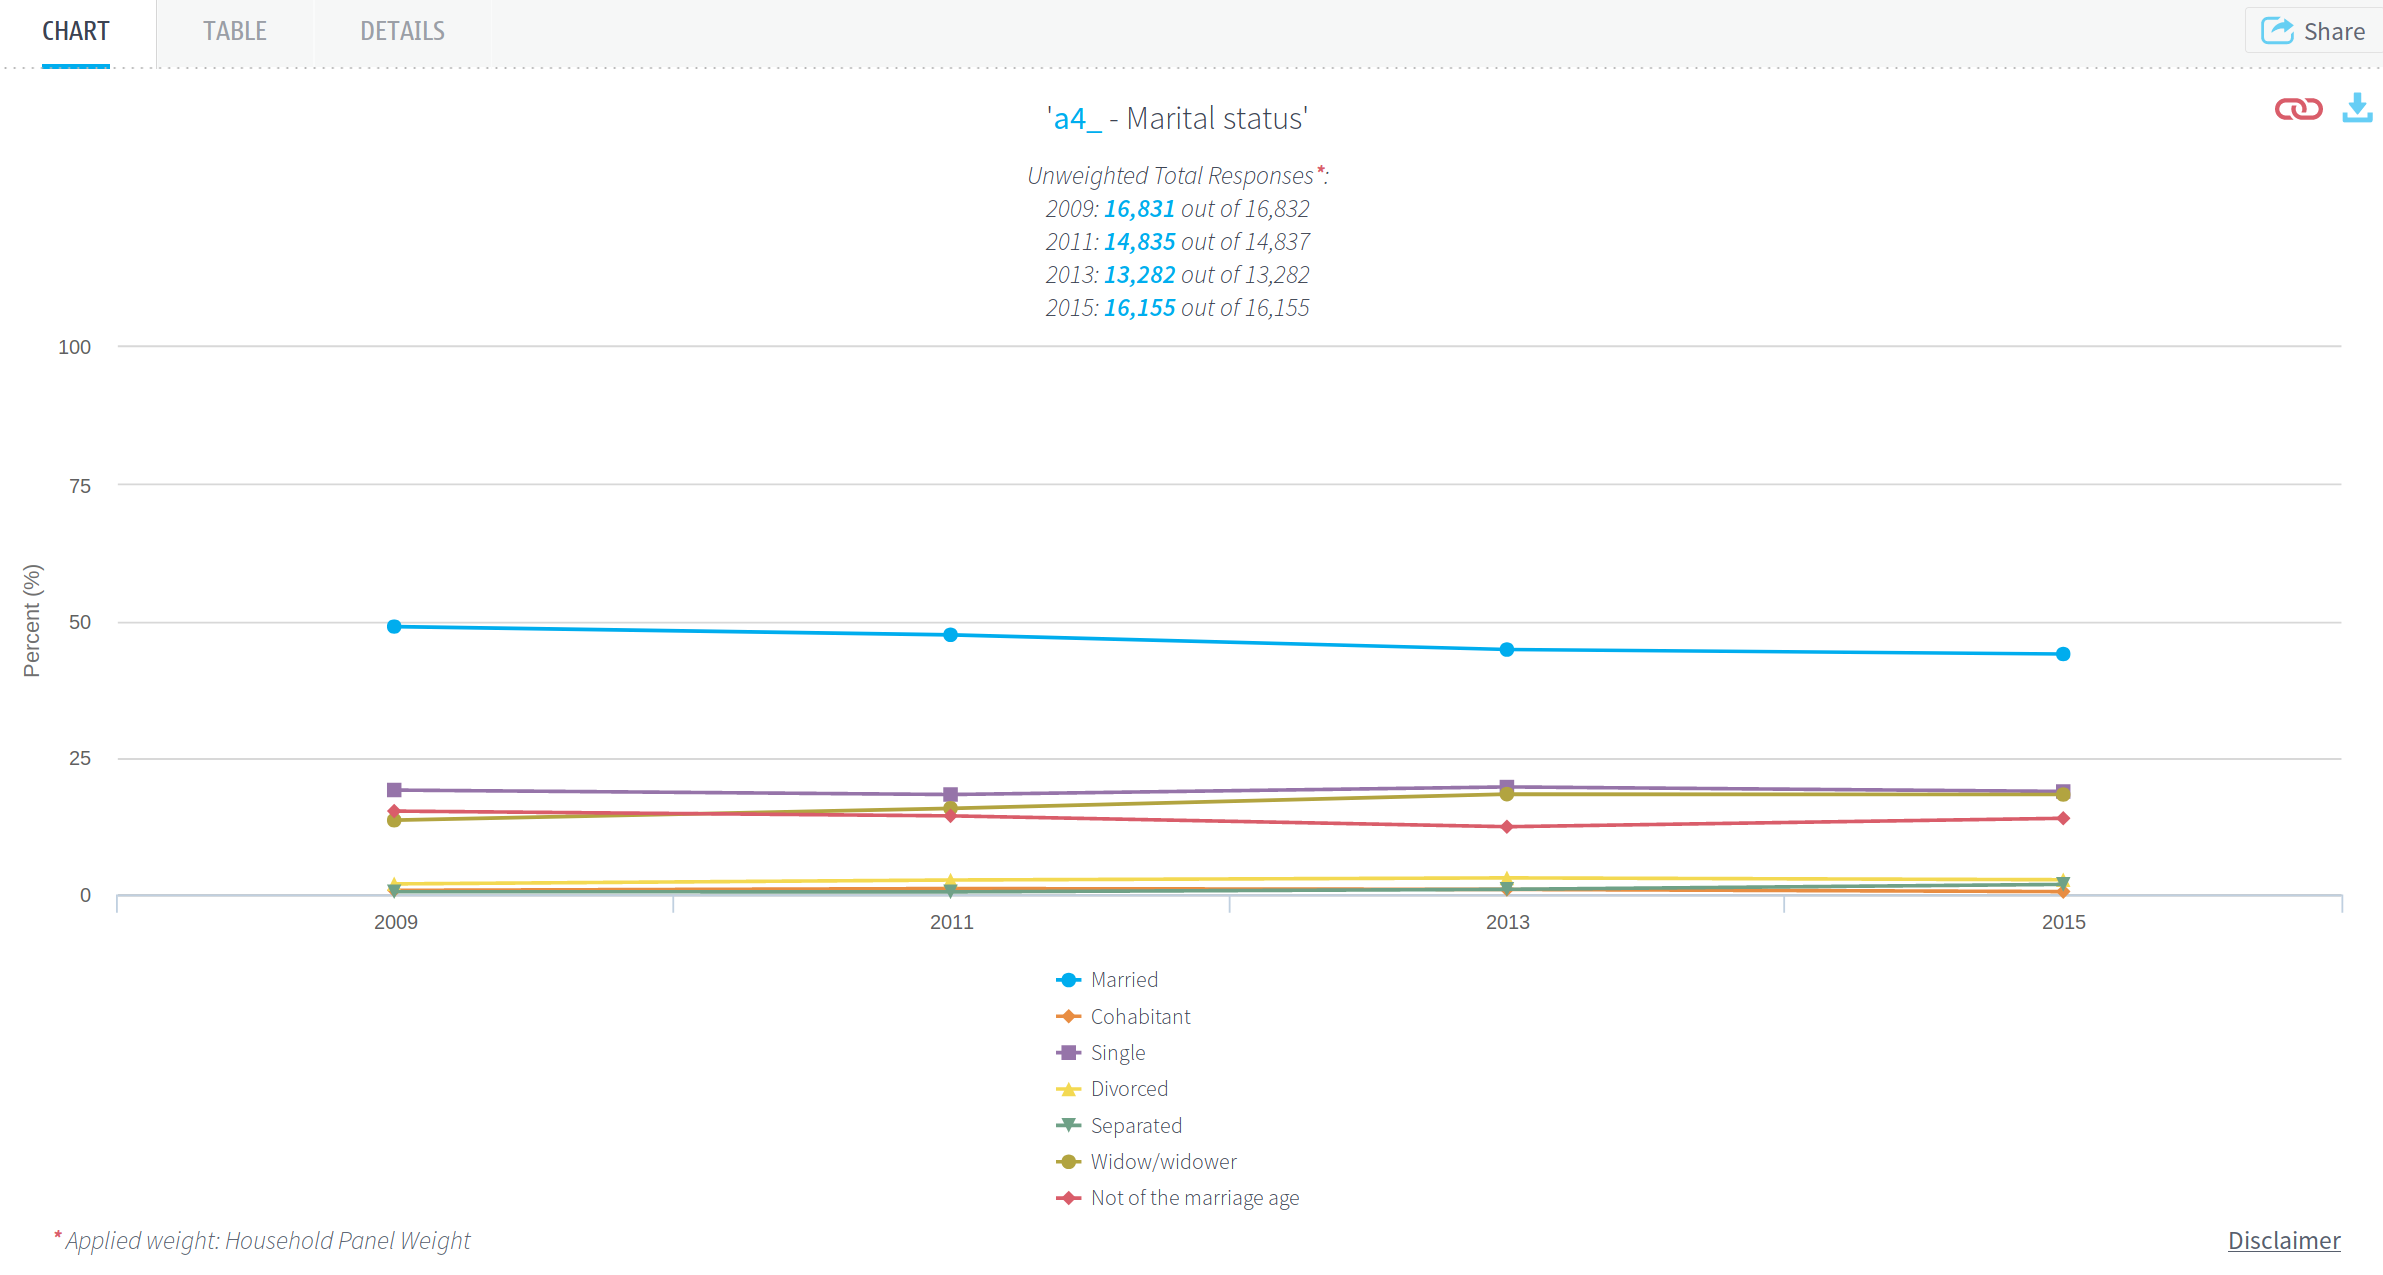 CHART
TABLE
DETAILS
Share
'a4_ - Marital status'
Unweighted Total Responses*:
2009: 16,831 out of 16,832
2011: 14,835 out of 14,837
2013: 13,282 out of 13,282
2015: 16,155 out of 16,155
100
75
50
25
0
Percent (%)
2009
2011
2013
2015
Married
Cohabitant
Single
Divorced
Separated
Widow/widower
Not of the marriage age
* Applied weight: Household Panel Weight
Disclaimer